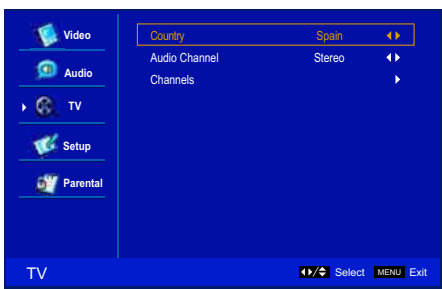 Video
Audio
TV
Setup
Parental
Country Spain
Audio Channel Stereo
Channels
TV
Select MENU Exit